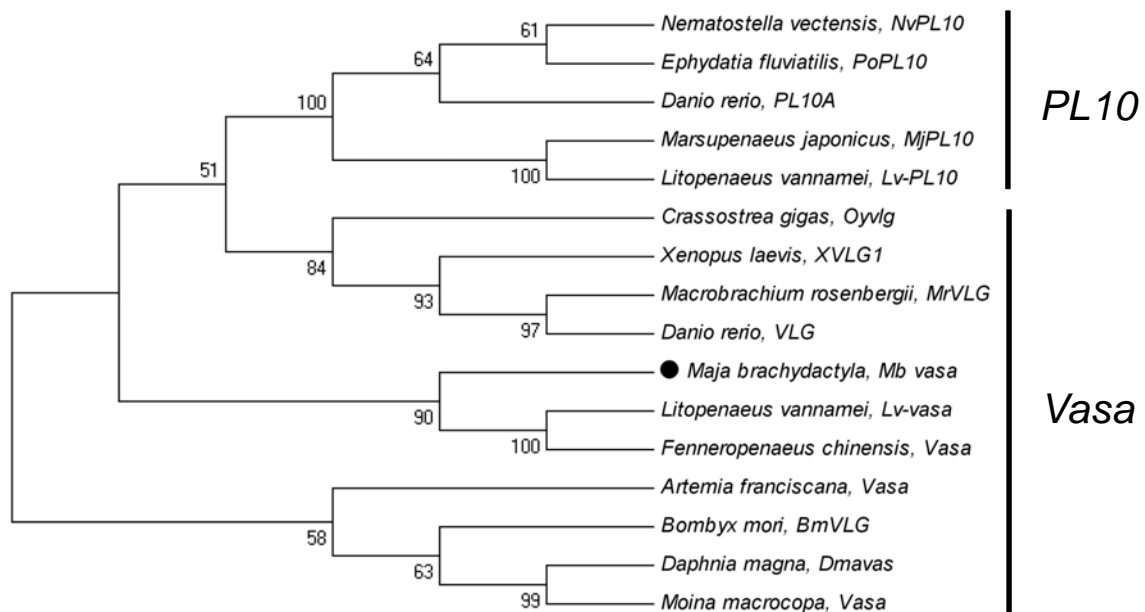 Nematostella vectensis, NvPL10
61
Ephydatia fluviatilis, PoPL10
64
Danio rerio, PL10A
100
PL10
Marsupenaeus japonicus, MjPL10
51
100
Litopenaeus vannamei, Lv-PL10
Crassostrea gigas, Oyvlg
Xenopus laevis, XVLG1
84
Macrobrachium rosenbergii, MrVLG
93
Danio rerio, VLG
97
Maja brachydactyla, Mb vasa
Litopenaeus vannamei, Lv-vasa
Vasa
90
Fenneropenaeus chinensis, Vasa
100
Artemia franciscana, Vasa
Bombyx mori, BmVLG
58
Daphnia magna, Dmavas
63
Moina macrocopa, Vasa
99